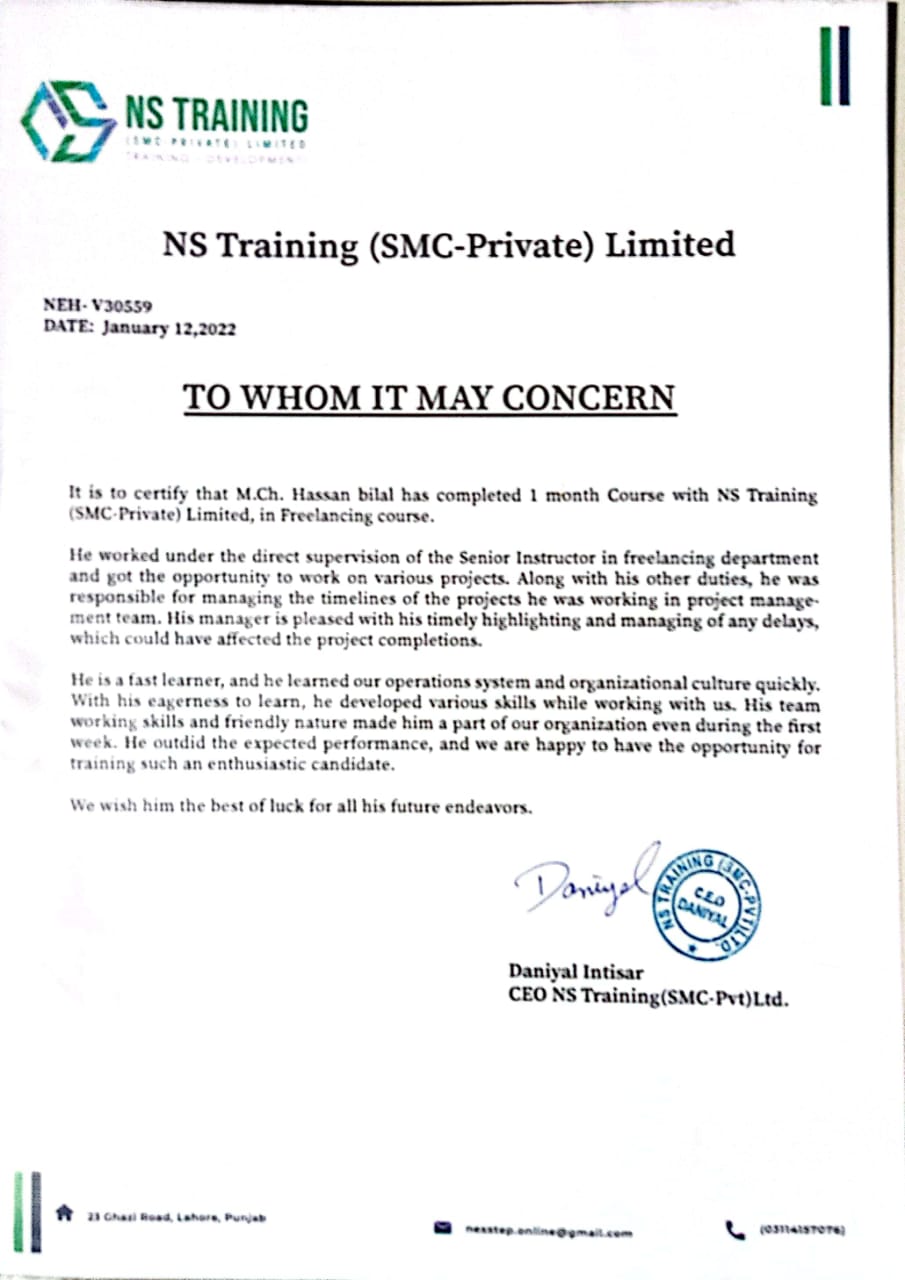 NS TRAINING
(SMC-PRIVATE) LIMITED
TRAINING DEVELOPMENT
NS Training (SMC-Private) Limited
NEH- V30559
DATE: January 12,2022
TO WHOM IT MAY CONCERN
It is to certify that M.Ch. Hassan bilal has completed 1 month Course with NS Training
(SMC-Private) Limited, in Freelancing course.
He worked under the direct supervision of the Senior Instructor in freelancing department
and got the opportunity to work on various projects. Along with his other duties, he was
responsible for managing the timelines of the projects he was working in project manage-
ment team. His manager is pleased with his timely highlighting and managing of any delays,
which could have affected the project completions.
He is a fast learner, and he learned our operations system and organizational culture quickly.
With his eagerness to learn, he developed various skills while working with us. His team
working skills and friendly nature made him a part of our organization even during the first
week. He outdid the expected performance, and we are happy to have the opportunity for
training such an enthusiastic candidate.
We wish him the best of luck for all his future endeavors.
Daniyal
NS TRAINING (SMC-PVT) LTD.
C.E.O
DANIYAL
Daniyal Intisar
CEO NS Training(SMC-Pvt)Ltd.
23 Ghazi Road, Lahore, Punjab
nesstep.online@gmail.com
(03114157076)